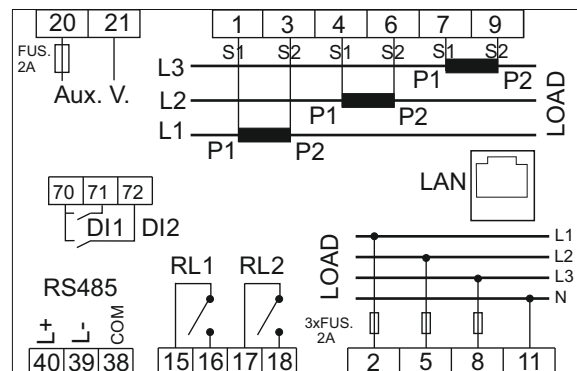 20 21
1 3 4 6 7 9
FUS.
2A
S1 S2 S1 S2 S1 S2
L3
P1 P2
Aux. V.
L2
P1 P2
L1
P1 P2
LOAD
LAN
70 71 72
DI1 DI2
L1
L2
L3
N
LOAD
RS485
RL1 RL2
3xFUS.
2A
L+ L- COM
40 39 38
15 16 17 18
2 5 8 11